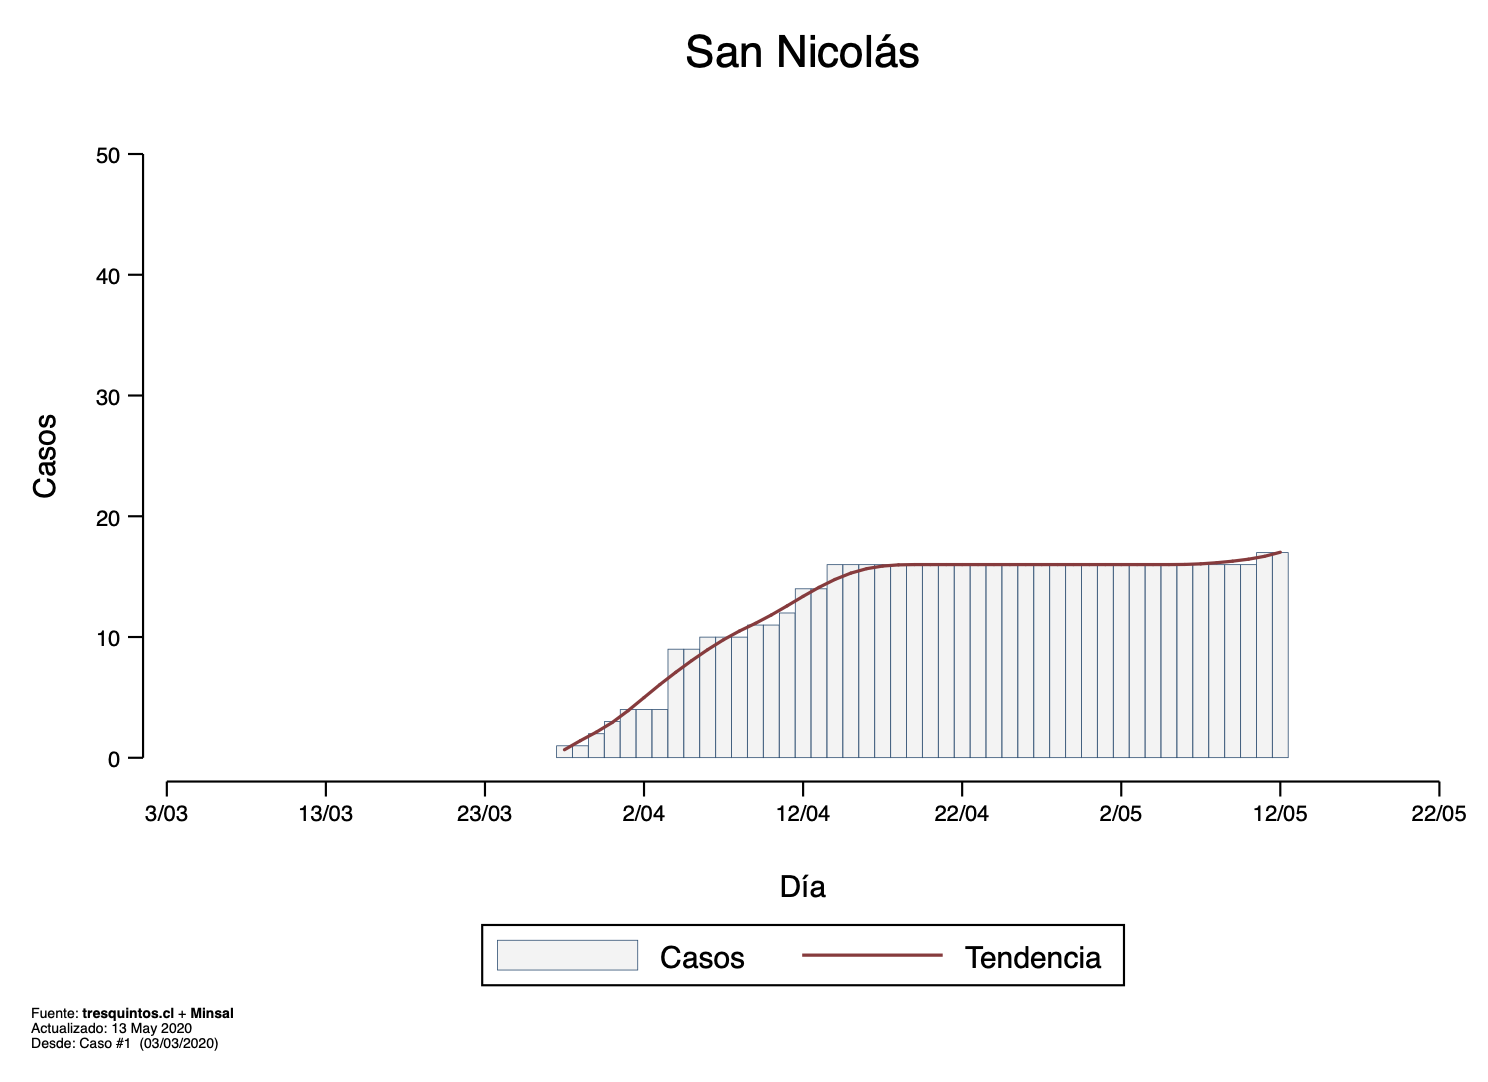 San Nicolás
50
40
30
20
10
0
Casos
3/03 13/03 23/03 2/04 12/04 22/04 2/05 12/05 22/05
Día
Casos Tendencia
Fuente: tresquintos.cl + Minsal
Actualizado: 13 May 2020
Desde: Caso #1 (03/03/2020)